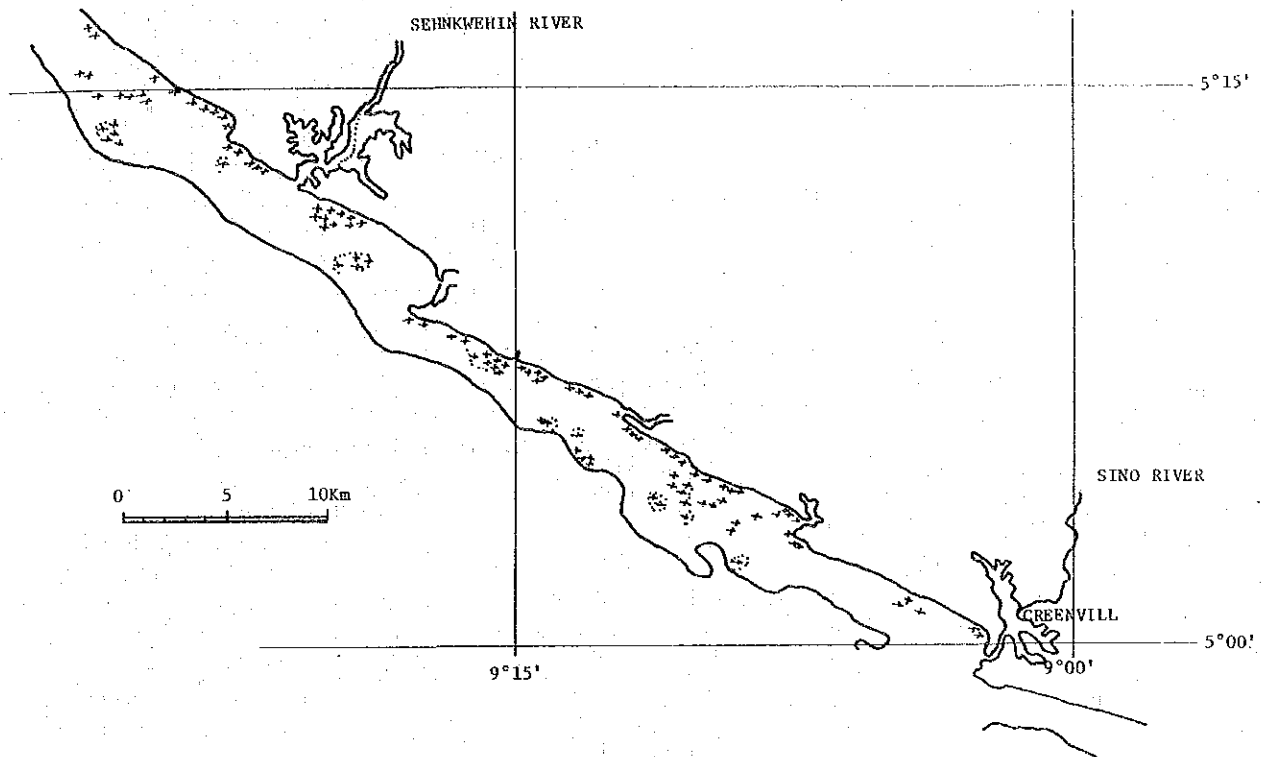 SEHNKWEHIN RIVER
5°15'
SINO RIVER
0 5 10Km
GREENVILL
5°00'
9°15' 9°00'